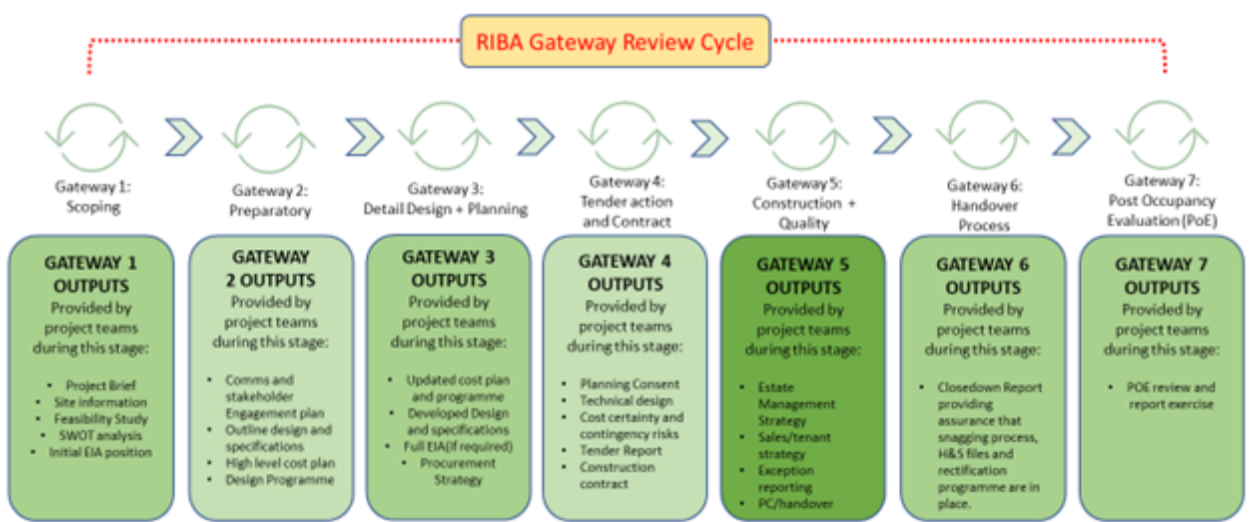 RIBA Gateway Review Cycle
Gateway 1:
Scoping
Gateway 2:
Preparatory
Gateway 3:
Detail Design + Planning
Gateway 4:
Tender action
and Contract
Gateway 5:
Construction +
Quality
Gateway 6:
Handover
Process
Gateway 7:
Post Occupancy
Evaluation (PoE)
GATEWAY 1
OUTPUTS
Provided by
project teams
during this stage:
• Project Brief
• Site information
• Feasibility Study
• SWOT analysis
• Initial EIA position
GATEWAY
2 OUTPUTS
Provided by
project teams
during this stage:
• Comms and
stakeholder
Engagement plan
• Outline design and
specifications
• High level cost plan
• Design Programme
GATEWAY 3
OUTPUTS
Provided by
project teams
during this stage:
• Updated cost plan
and programme
• Developed Design
and specifications
• Full EIA(if required)
• Procurement
Strategy
GATEWAY 4
OUTPUTS
Provided by
project teams
during this stage:
• Planning Consent
• Technical design
• Cost certainty and
contingency risks
• Tender Report
• Construction
contract
GATEWAY 5
OUTPUTS
Provided by
project teams
during this stage:
• Estate
Management
Strategy
• Sales/tenant
strategy
• Exception
reporting
• PC/handover
GATEWAY 6
OUTPUTS
Provided by
project teams
during this stage:
• Closedown Report
providing
assurance that
snagging process,
H&S files and
rectification
programme are in
place.
GATEWAY 7
OUTPUTS
Provided by
project teams
during this stage:
• POE review and
report exercise